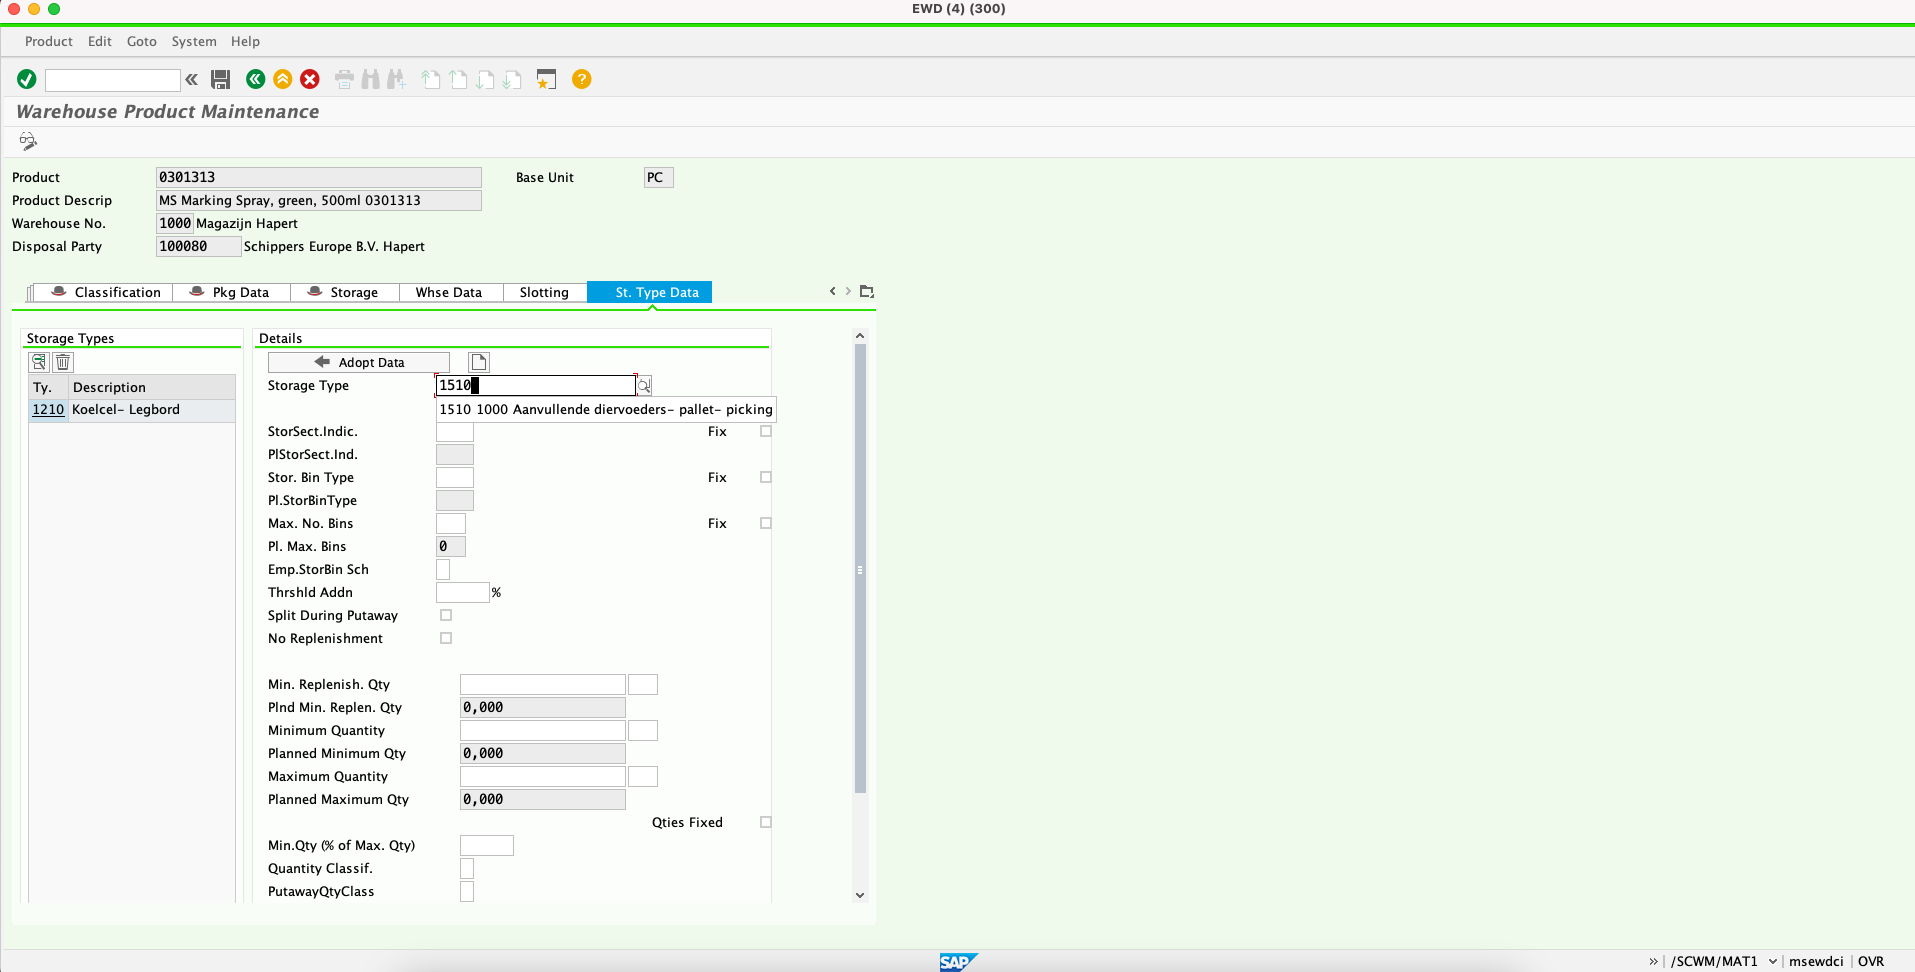 EWD (4) (300)
Product Edit Goto System Help
Warehouse Product Maintenance
Product 0301313 Base Unit PC
Product Descrip MS Marking Spray, green, 500ml 0301313
Warehouse No. 1000 Magazijn Hapert
Disposal Party 100080 Schippers Europe B.V. Hapert
Classification Pkg Data Storage Whse Data Slotting St. Type Data
Storage Types
Ty. Description
1210 Koelcel- Legbord
Details
Adopt Data
Storage Type 1510
1510 1000 Aanvullende diervoeders- pallet- picking
StorSect.Indic. Fix
PlStorSect.Ind.
Stor. Bin Type Fix
Pl.StorBinType
Max. No. Bins Fix
Pl. Max. Bins 0
Emp.StorBin Sch
Thrshld Addn %
Split During Putaway
No Replenishment
Min. Replenish. Qty
Plnd Min. Replen. Qty 0,000
Minimum Quantity
Planned Minimum Qty 0,000
Maximum Quantity
Planned Maximum Qty 0,000
Qties Fixed
Min.Qty (% of Max. Qty)
Quantity Classif.
PutawayQtyClass
SAP
» /SCWM/MAT1 msewdci OVR